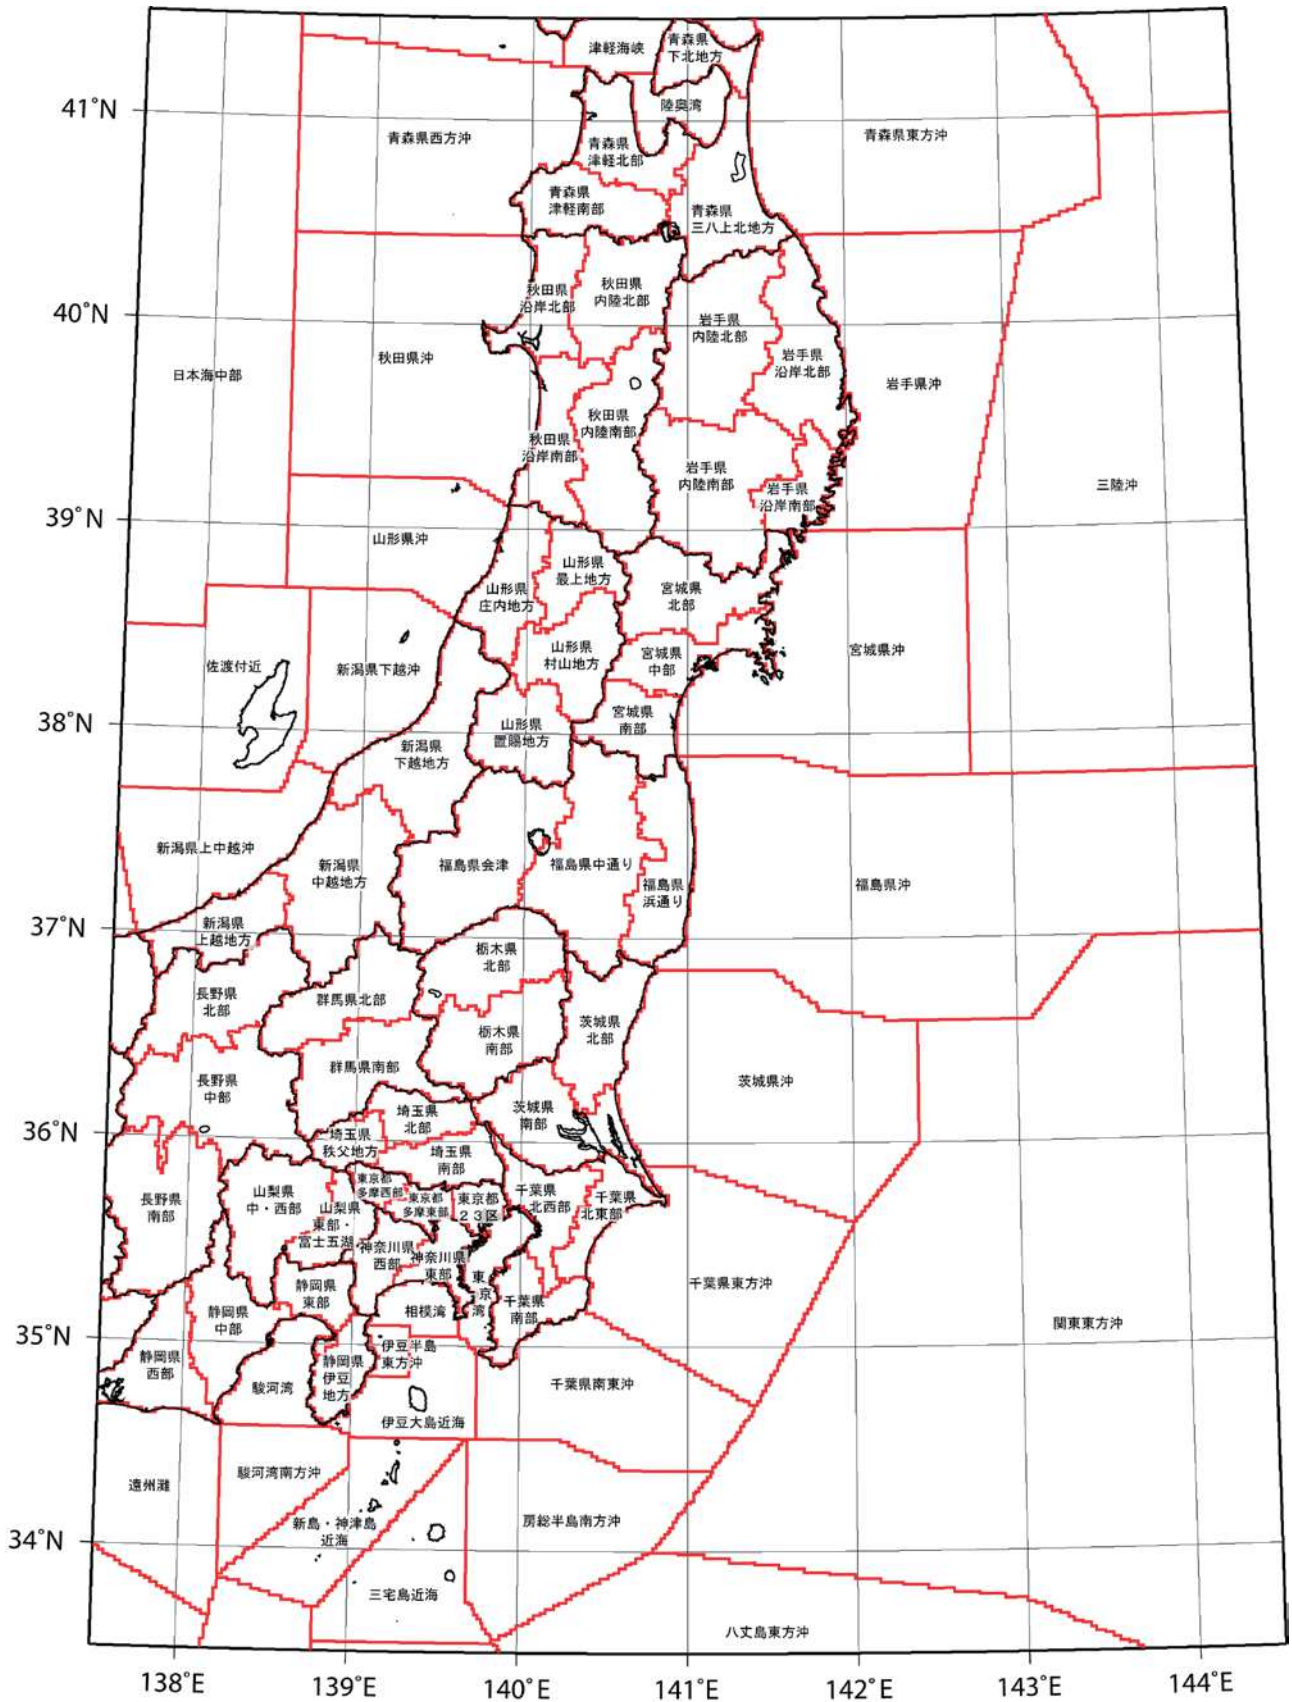 津軽海峡
青森県
下北地方
41°N
陸奥湾
青森県西方沖
青森県東方沖
青森県
津軽北部
青森県
津軽南部
青森県
三八上北地方
秋田県
沿岸北部
秋田県
内陸北部
40°N
岩手県
内陸北部
日本海中部
秋田県沖
岩手県
沿岸北部
岩手県沖
秋田県
内陸南部
秋田県
沿岸南部
岩手県
内陸南部
岩手県
沿岸南部
三陸沖
39°N
山形県沖
山形県
最上地方
山形県
庄内地方
宮城県
北部
佐渡付近
新潟県下越沖
山形県
村山地方
宮城県
中部
宮城県沖
38°N
山形県
置賜地方
宮城県
南部
新潟県
下越地方
新潟県上中越沖
新潟県
中越地方
福島県会津
福島県中通り
福島県
浜通り
福島県沖
37°N
新潟県
上越地方
栃木県
北部
長野県
北部
群馬県北部
栃木県
南部
茨城県
北部
群馬県南部
長野県
中部
茨城県沖
36°N
埼玉県
北部
茨城県
南部
埼玉県
秩父地方
埼玉県
南部
長野県
南部
山梨県
中・西部
山梨県
東部・
富士五湖
東京都
多摩西部
東京都
多摩東部
東京都
２３区
千葉県
北西部
千葉県
北東部
神奈川県
西部
神奈川県
東部
東
京
湾
千葉県東方沖
静岡県
東部
静岡県
中部
相模湾
千葉県
南部
関東東方沖
35°N
静岡県
西部
駿河湾
静岡県
伊豆
地方
伊豆半島
東方沖
千葉県南東沖
伊豆大島近海
遠州灘
駿河湾南方沖
新島・神津島
近海
房総半島南方沖
34°N
三宅島近海
八丈島東方沖
138°E
139°E
140°E
141°E
142°E
143°E
144°E